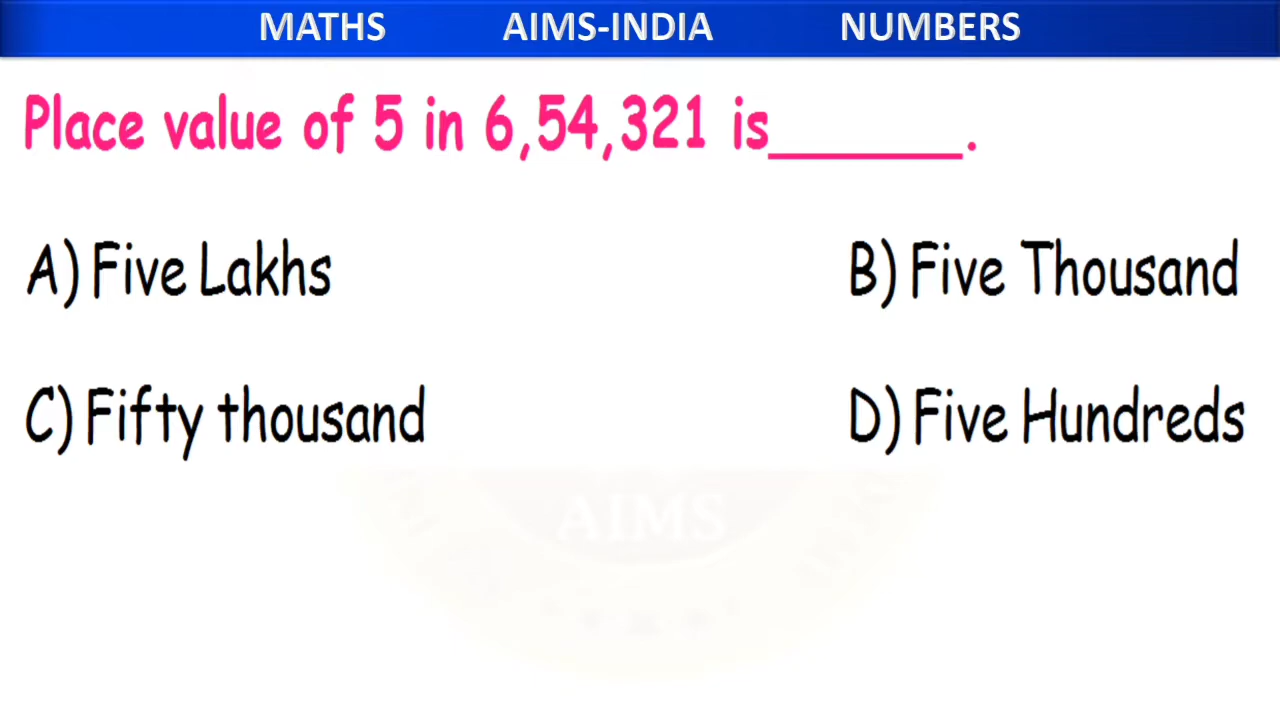 MATHS AIMS-INDIA NUMBERS
Place value of 5 in 6,54,321 is______.
A) Five Lakhs B) Five Thousand
C) Fifty thousand D) Five Hundreds
AIMS